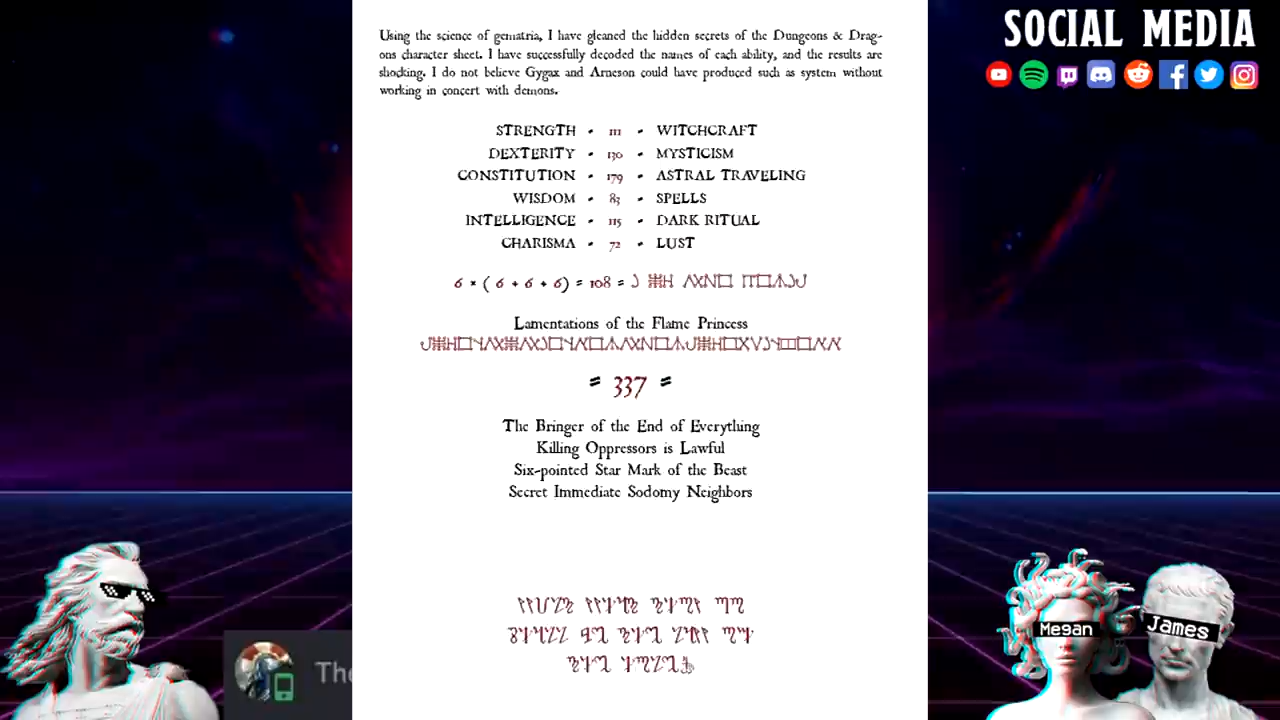 SOCIAL MEDIA
Using the science of gematria, I have gleaned the hidden secrets of the Dungeons & Drag-
ons character sheet. I have successfully decoded the names of each ability, and the results are
shocking. I do not believe Gygax and Arneson could have produced such as system without
working in concert with demons.
STRENGTH - 111 - WITCHCRAFT
DEXTERITY - 130 - MYSTICISM
CONSTITUTION - 179 - ASTRAL TRAVELING
WISDOM - 83 - SPELLS
INTELLIGENCE - 115 - DARK RITUAL
CHARISMA - 72 - LUST
6 × ( 6 + 6 + 6) = 108 =
Lamentations of the Flame Princess
= 337 =
The Bringer of the End of Everything
Killing Oppressors is Lawful
Six-pointed Star Mark of the Beast
Secret Immediate Sodomy Neighbors
The
Megan
James